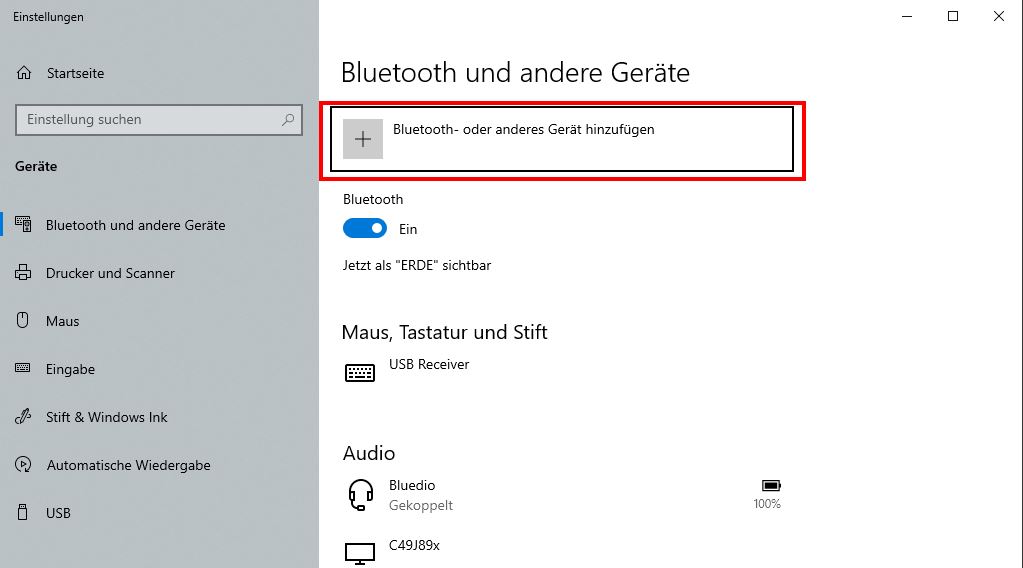 Einstellungen
Startseite
Einstellung suchen
Geräte
Bluetooth und andere Geräte
Drucker und Scanner
Maus
Eingabe
Stift & Windows Ink
Automatische Wiedergabe
USB
Bluetooth und andere Geräte
Bluetooth- oder anderes Gerät hinzufügen
Bluetooth
Ein
Jetzt als "ERDE" sichtbar
Maus, Tastatur und Stift
USB Receiver
Audio
Bluedio
Gekoppelt
100%
C49J89x